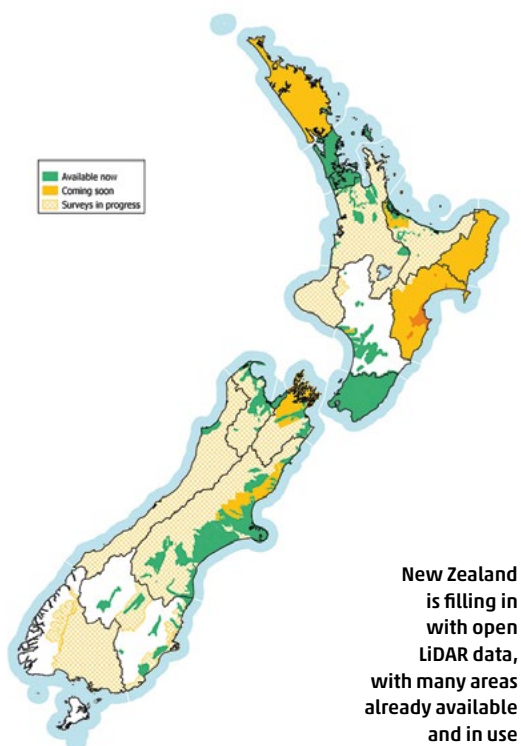 Available now
Coming soon
Surveys in progress
New Zealand
is filling in
with open
LiDAR data,
with many areas
already available
and in use